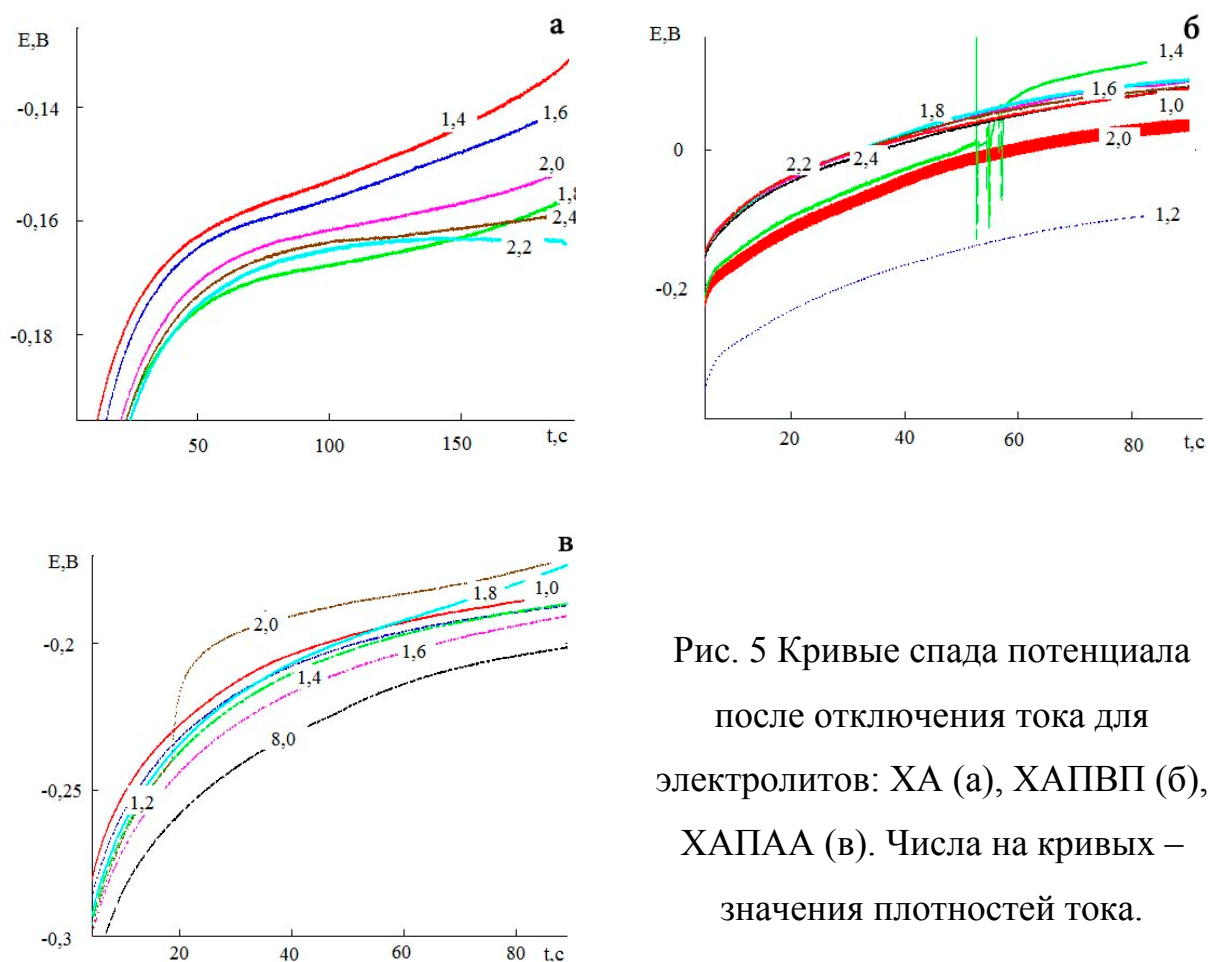 а
E,В
-0,14
-0,16
-0,18
1,4
1,6
2,0
1,8
2,4
2,2
50
100
150
t,с
б
E,В
0
-0,2
1,4
1,6
1,8
1,0
2,0
2,2
2,4
1,2
20
40
60
80
t,с
в
E,В
-0,2
-0,25
-0,3
2,0
1,8
1,0
1,6
1,4
8,0
1,2
20
40
60
80
t,с
Рис. 5 Кривые спада потенциала
после отключения тока для
электролитов: ХА (а), ХАПВП (б),
ХАПАА (в). Числа на кривых –
значения плотностей тока.